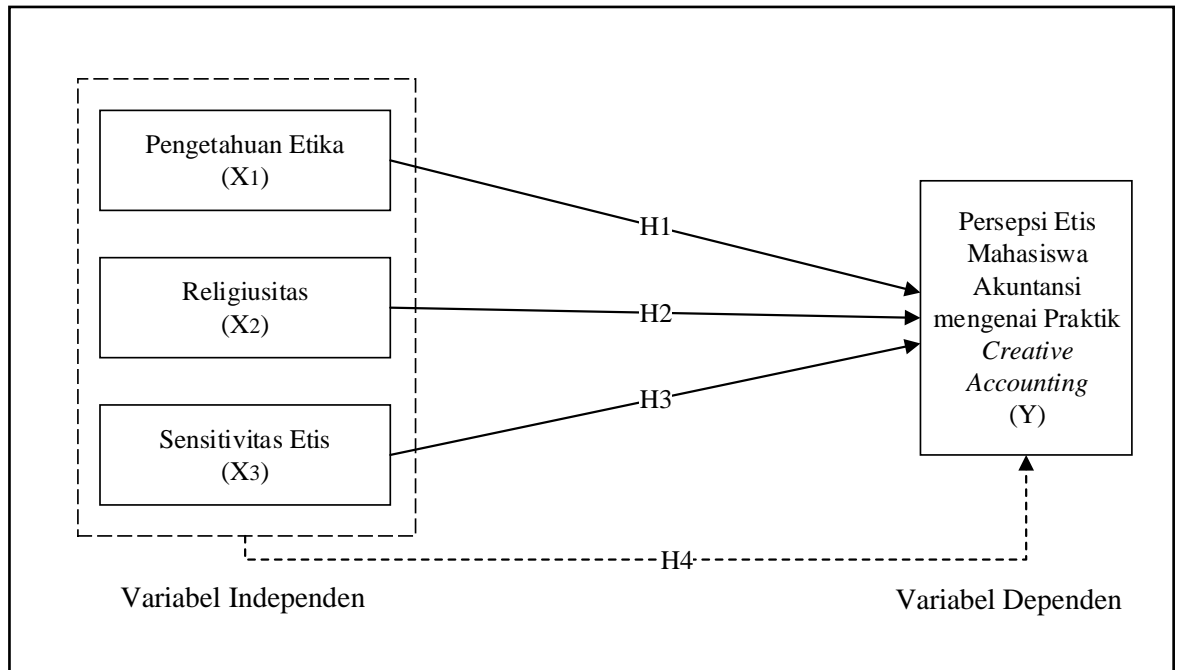 Pengetahuan Etika
(X1)
Religiusitas
(X2)
Sensitivitas Etis
(X3)
H1
H2
H3
H4
Persepsi Etis
Mahasiswa
Akuntansi
mengenai Praktik
Creative
Accounting
(Y)
Variabel Independen
Variabel Dependen